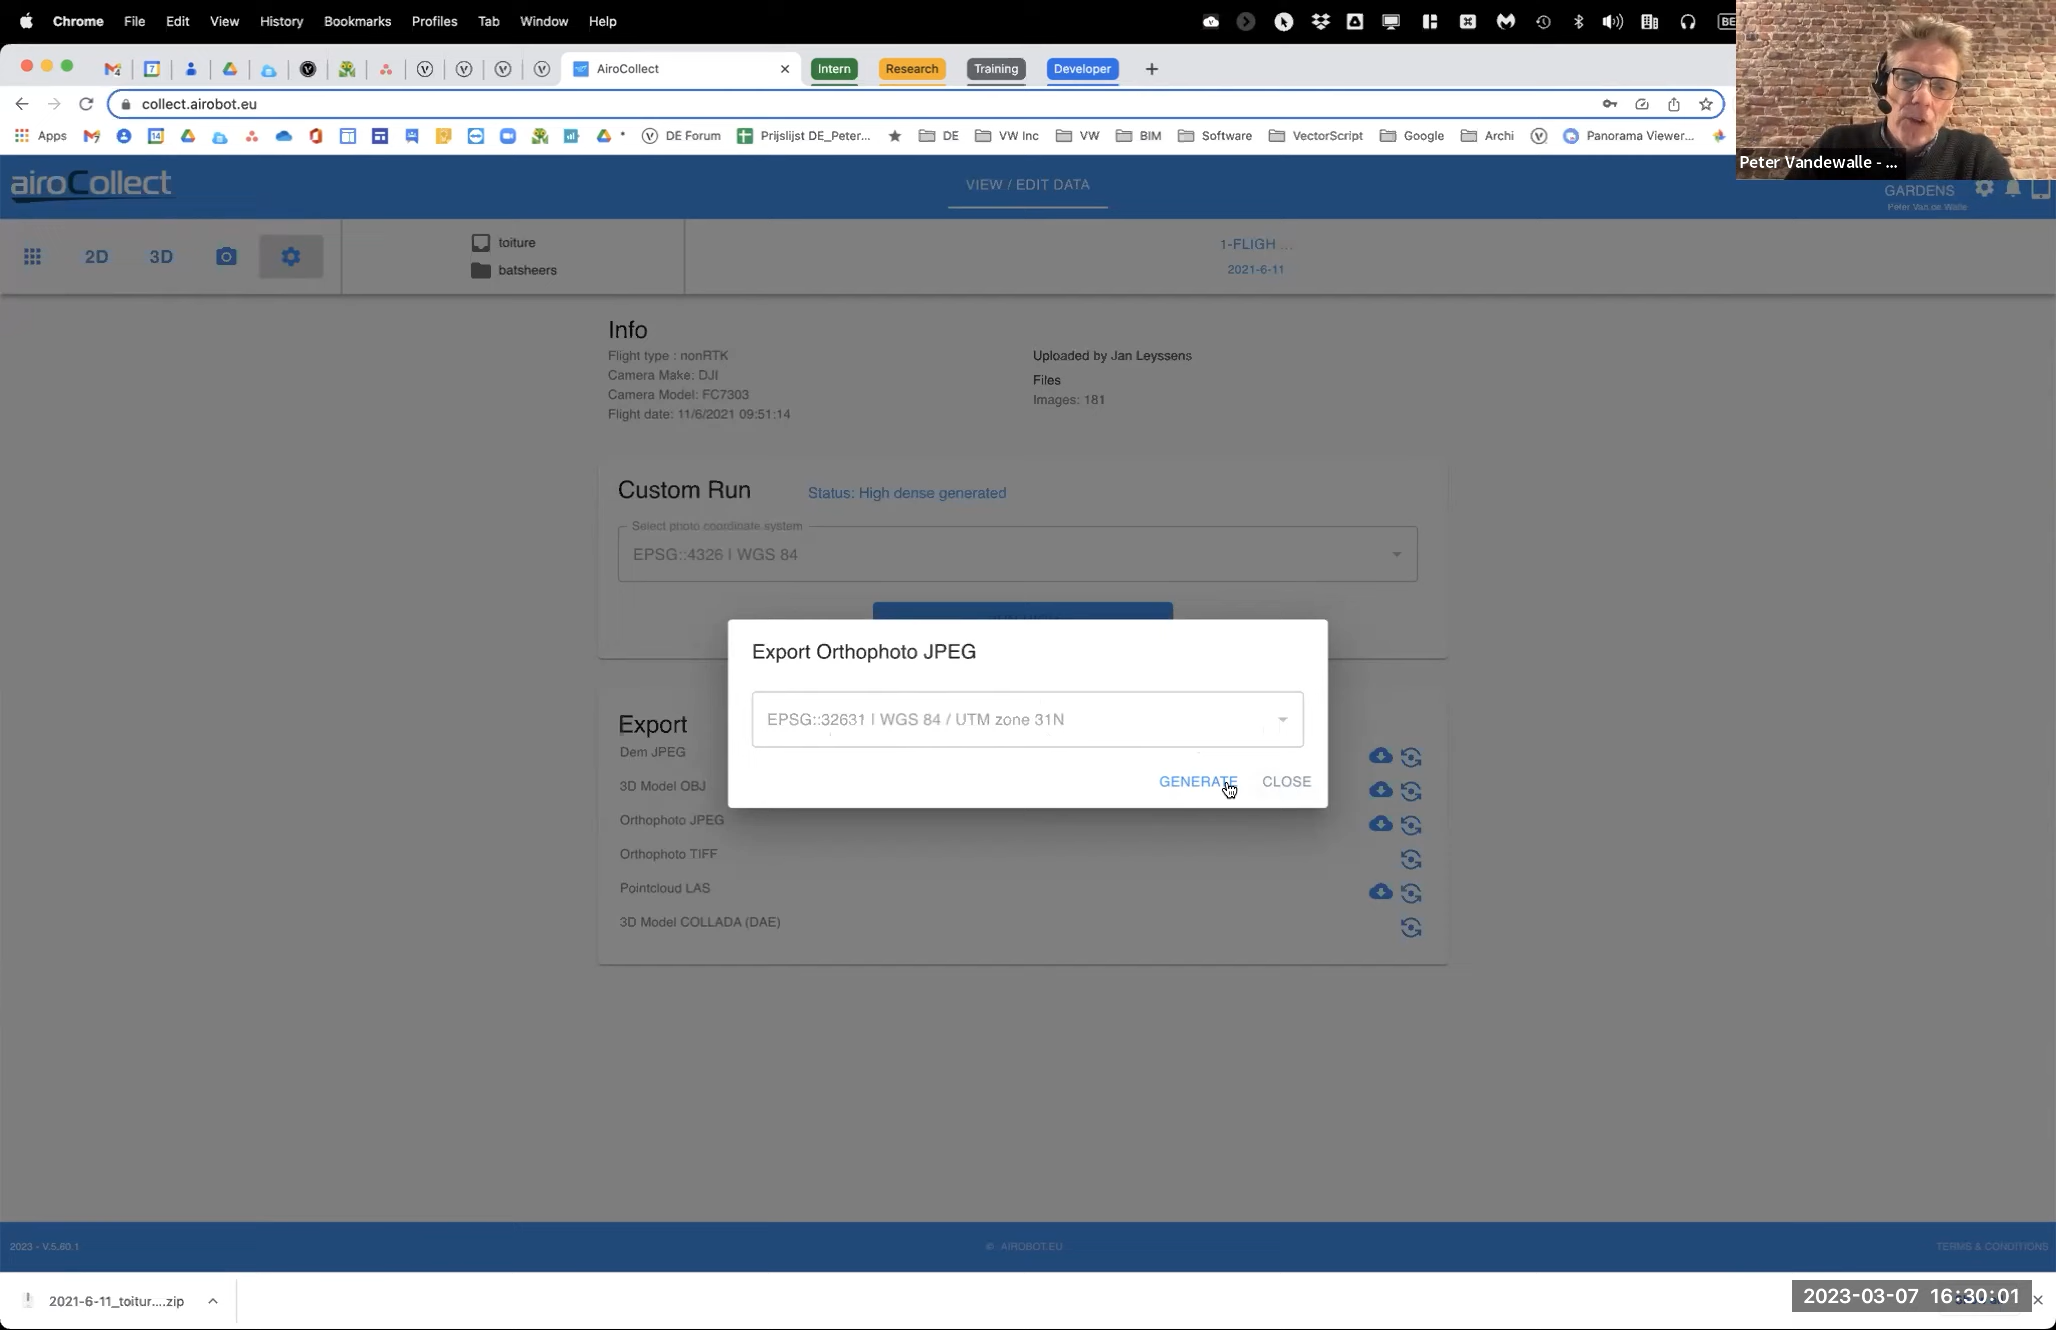 Chrome File Edit View History Bookmarks Profiles Tab Window Help
AiroCollect Intern Research Training Developer
collect.airobot.eu
Apps DE Forum Prijslijst DE_Peter... DE VW Inc VW BIM Software VectorScript Google Archi Panorama Viewer...
Peter Vandewalle - ...
airoCollect
VIEW / EDIT DATA
GARDENS
Peter Van de Walle
2D 3D
toiture
batsheers
1-FLIGH ...
2021-6-11
Info
Flight type : nonRTK
Camera Make: DJI
Camera Model: FC7303
Flight date: 11/6/2021 09:51:14
Uploaded by Jan Leyssens
Files
Images: 181
Custom Run
Status: High dense generated
Select photo coordinate system
EPSG::4326 | WGS 84
Export Orthophoto JPEG
EPSG::32631 | WGS 84 / UTM zone 31N
GENERATE CLOSE
Export
Dem JPEG
3D Model OBJ
Orthophoto JPEG
Orthophoto TIFF
Pointcloud LAS
3D Model COLLADA (DAE)
2023 - V.5.60.1
© AIROBOT.EU
TERMS & CONDITIONS
2021-6-11_toitur....zip
2023-03-07 16:30:01